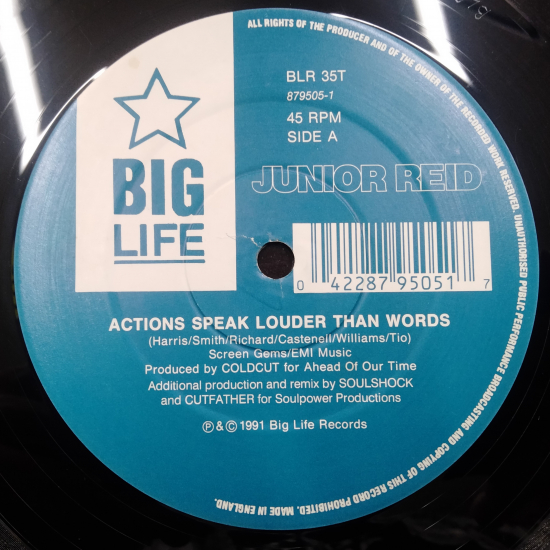 ALL RIGHTS OF THE PRODUCER AND OF THE OWNER OF THE RECORDED WORK RESERVED. UNAUTHORISED PUBLIC PERFORMANCE BROADCASTING AND COPYING OF THIS RECORD PROHIBITED. MADE IN ENGLAND.
BLR 35T
879505-1
45 RPM
SIDE A
BIG
LIFE
JUNIOR REID
0 42287 95051 7
ACTIONS SPEAK LOUDER THAN WORDS
(Harris/Smith/Richard/Castenell/Williams/Tio)
Screen Gems/EMI Music
Produced by COLDCUT for Ahead Of Our Time
Additional production and remix by SOULSHOCK
and CUTFATHER for Soulpower Productions
℗ & © 1991 Big Life Records